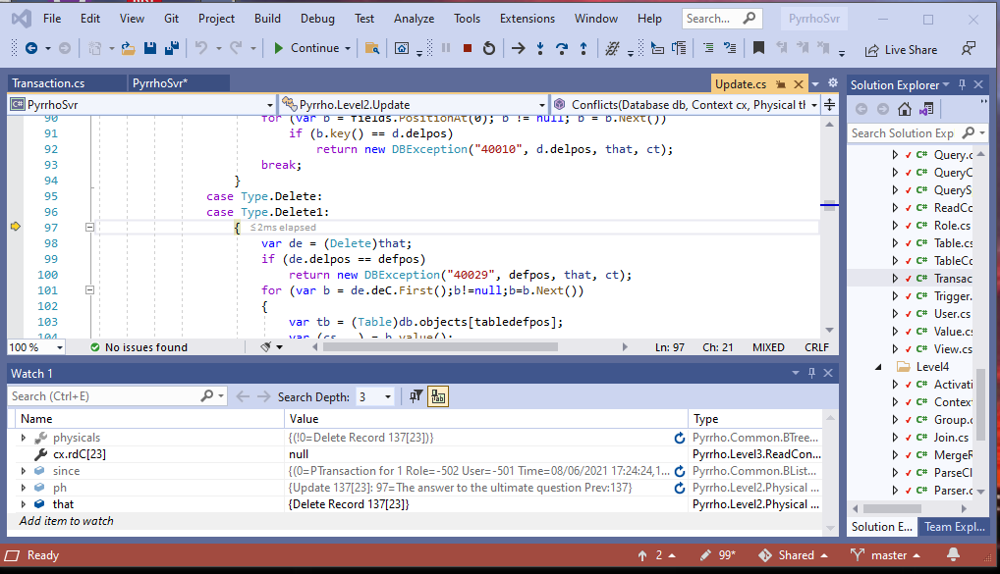 File Edit View Git Project Build Debug Test Analyze Tools Extensions Window Help Search... PyrrhoSvr
Continue Live Share
Transaction.cs PyrrhoSvr* Update.cs
PyrrhoSvr Pyrrho.Level2.Update Conflicts(Database db, Context cx, Physical th
90 for (var b = fields.PositionAt(0); b != null; b = b.Next())
91 if (b.key() == d.delpos)
92 return new DBException("40010", d.delpos, that, ct);
93 break;
94 }
95 case Type.Delete:
96 case Type.Delete1:
97 { ≤2ms elapsed
98 var de = (Delete)that;
99 if (de.delpos == defpos)
100 return new DBException("40029", defpos, that, ct);
101 for (var b = de.deC.First();b!=null;b=b.Next())
102 {
103 var tb = (Table)db.objects[tabledefpos];
104 var (cs, ) = b.value();
100 % No issues found Ln: 97 Ch: 21 MIXED CRLF
Watch 1
Search (Ctrl+E) Search Depth: 3
Name Value Type
physicals {{(!0=Delete Record 137[23])}} Pyrrho.Common.BTree...
cx.rdC[23] null Pyrrho.Level3.ReadCon...
since {(0=PTransaction for 1 Role=-502 User=-501 Time=08/06/2021 17:24:24,1... Pyrrho.Common.BList...
ph {Update 137[23]: 97=The answer to the ultimate question Prev:137} Pyrrho.Level2.Physical ...
that {Delete Record 137[23]} Pyrrho.Level2.Physical ...
Add item to watch
Solution Explorer
Search Solution Exp
C# Query.c
C# QueryC
C# QueryS
C# ReadCo
C# Role.cs
C# Table.cs
C# TableCo
C# Transac
C# Trigger.
C# User.cs
C# Value.cs
C# View.cs
Level4
C# Activati
C# Context
C# Group.c
C# Join.cs
C# MergeR
C# ParseCl
C# Parser.c
Solution E... Team Expl...
Ready 2 99* Shared master